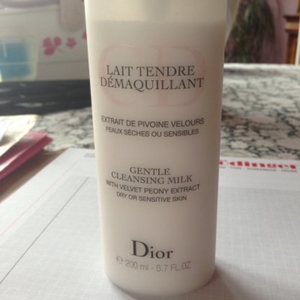 LAIT TENDRE
DÉMAQUILLANT
EXTRAIT DE PIVOINE VELOURS
PEAUX SÈCHES OU SENSIBLES
GENTLE
CLEANSING MILK
WITH VELVET PEONY EXTRACT
DRY OR SENSITIVE SKIN
Dior
e 200 ml - 6.7 FL.OZ